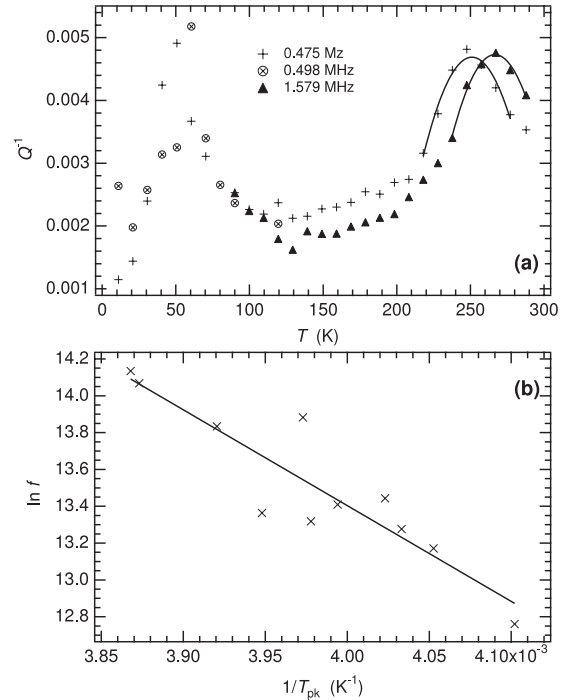 0.005
0.004
0.003
0.002
0.001
Q⁻¹
0.475 Mz
0.498 MHz
1.579 MHz
(a)
0 50 100 150 200 250 300
T (K)
14.2
14.0
13.8
13.6
13.4
13.2
13.0
12.8
ln f
(b)
3.85 3.90 3.95 4.00 4.05 4.10x10⁻³
1/Tpk (K⁻¹)